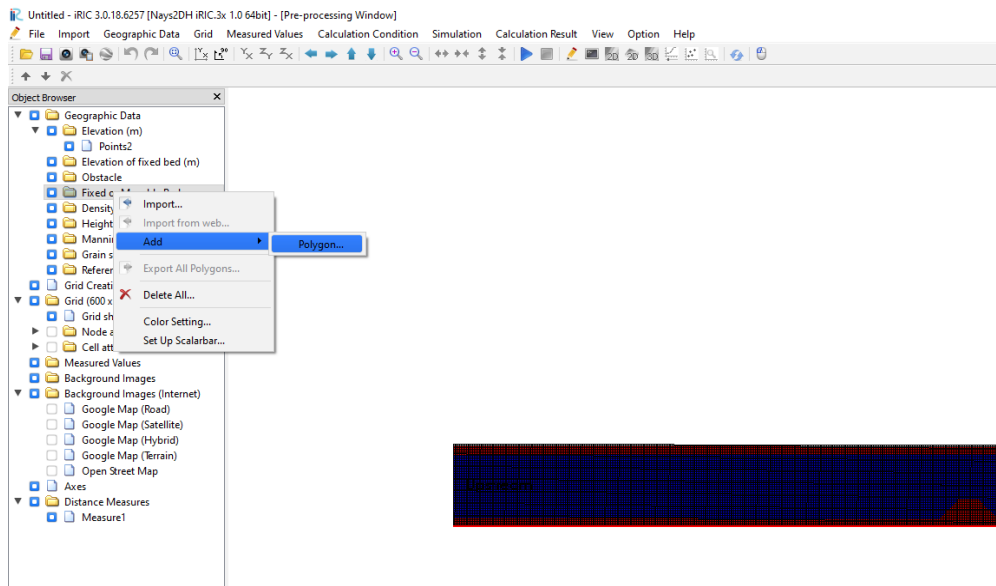 Untitled - iRIC 3.0.18.6257 [Nays2DH iRIC.3x 1.0 64bit] - [Pre-processing Window]
File Import Geographic Data Grid Measured Values Calculation Condition Simulation Calculation Result View Option Help
Object Browser
Geographic Data
Elevation (m)
Points2
Elevation of fixed bed (m)
Obstacle
Fixed o
Density
Import...
Height
Import from web...
Manni
Add
Polygon...
Grain s
Referen
Export All Polygons...
Grid Creati
Delete All...
Grid (600 x
Grid sh
Color Setting...
Node a
Set Up Scalarbar...
Cell att
Measured Values
Background Images
Background Images (Internet)
Google Map (Road)
Google Map (Satellite)
Google Map (Hybrid)
Google Map (Terrain)
Open Street Map
Axes
Distance Measures
Measure1